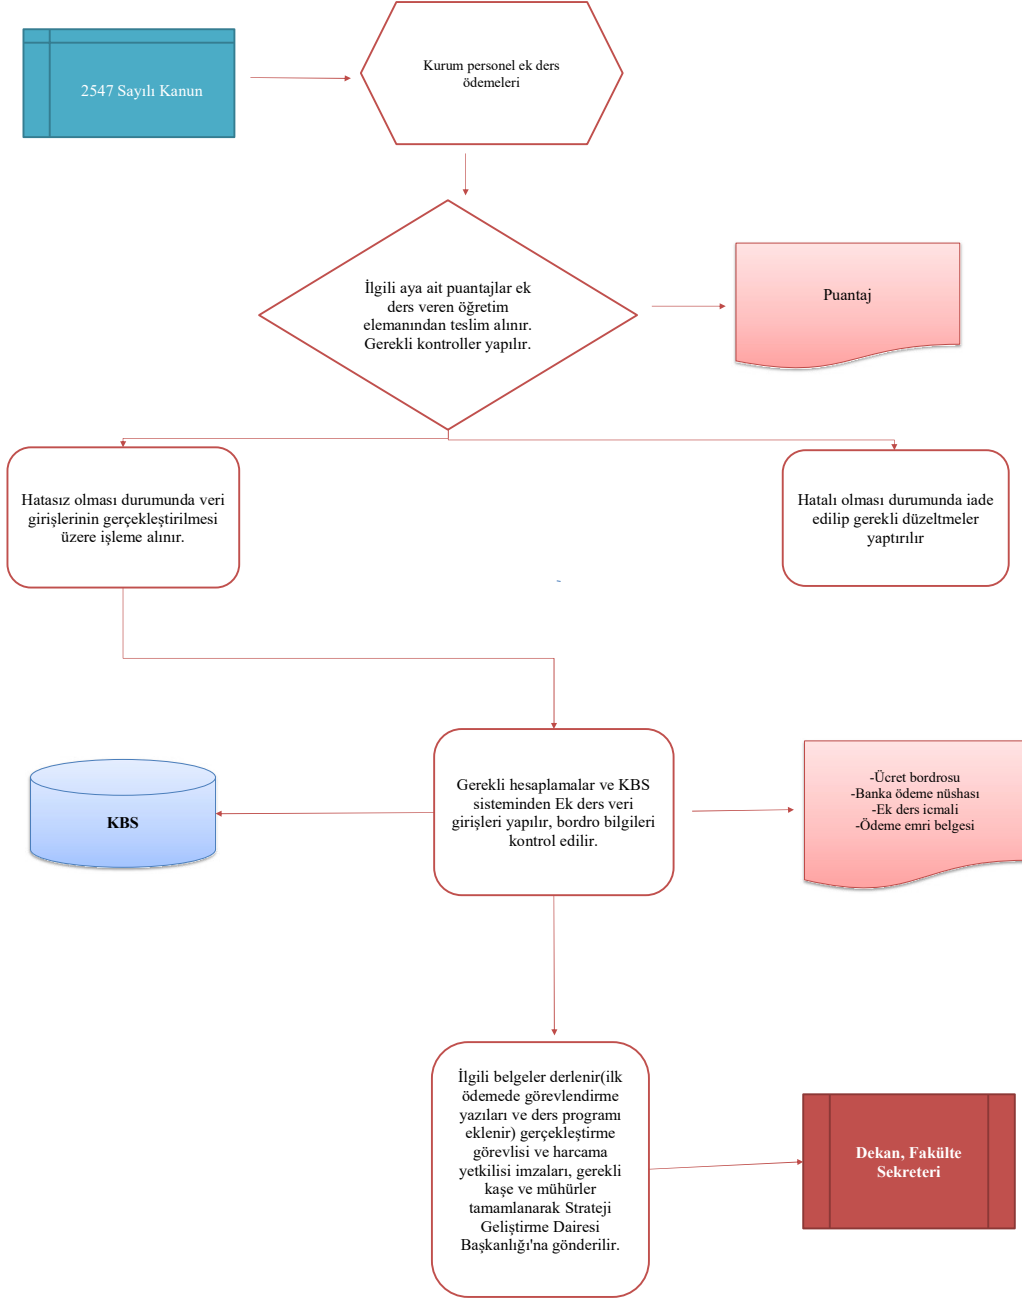 2547 Sayılı Kanun
Kurum personel ek ders
ödemeleri
İlgili aya ait puantajlar ek
ders veren öğretim
elemanından teslim alınır.
Gerekli kontroller yapılır.
Puantaj
Hatasız olması durumunda veri
girişlerinin gerçekleştirilmesi
üzere işleme alınır.
Hatalı olması durumunda iade
edilip gerekli düzeltmeler
yaptırılır
KBS
Gerekli hesaplamalar ve KBS
sisteminden Ek ders veri
girişleri yapılır, bordro bilgileri
kontrol edilir.
-Ücret bordrosu
-Banka ödeme nüshası
-Ek ders icmali
-Ödeme emri belgesi
İlgili belgeler derlenir(ilk
ödemede görevlendirme
yazıları ve ders programı
eklenir) gerçekleştirme
görevlisi ve harcama
yetkilisi imzaları, gerekli
kaşe ve mühürler
tamamlanarak Strateji
Geliştirme Dairesi
Başkanlığı'na gönderilir.
Dekan, Fakülte
Sekreteri